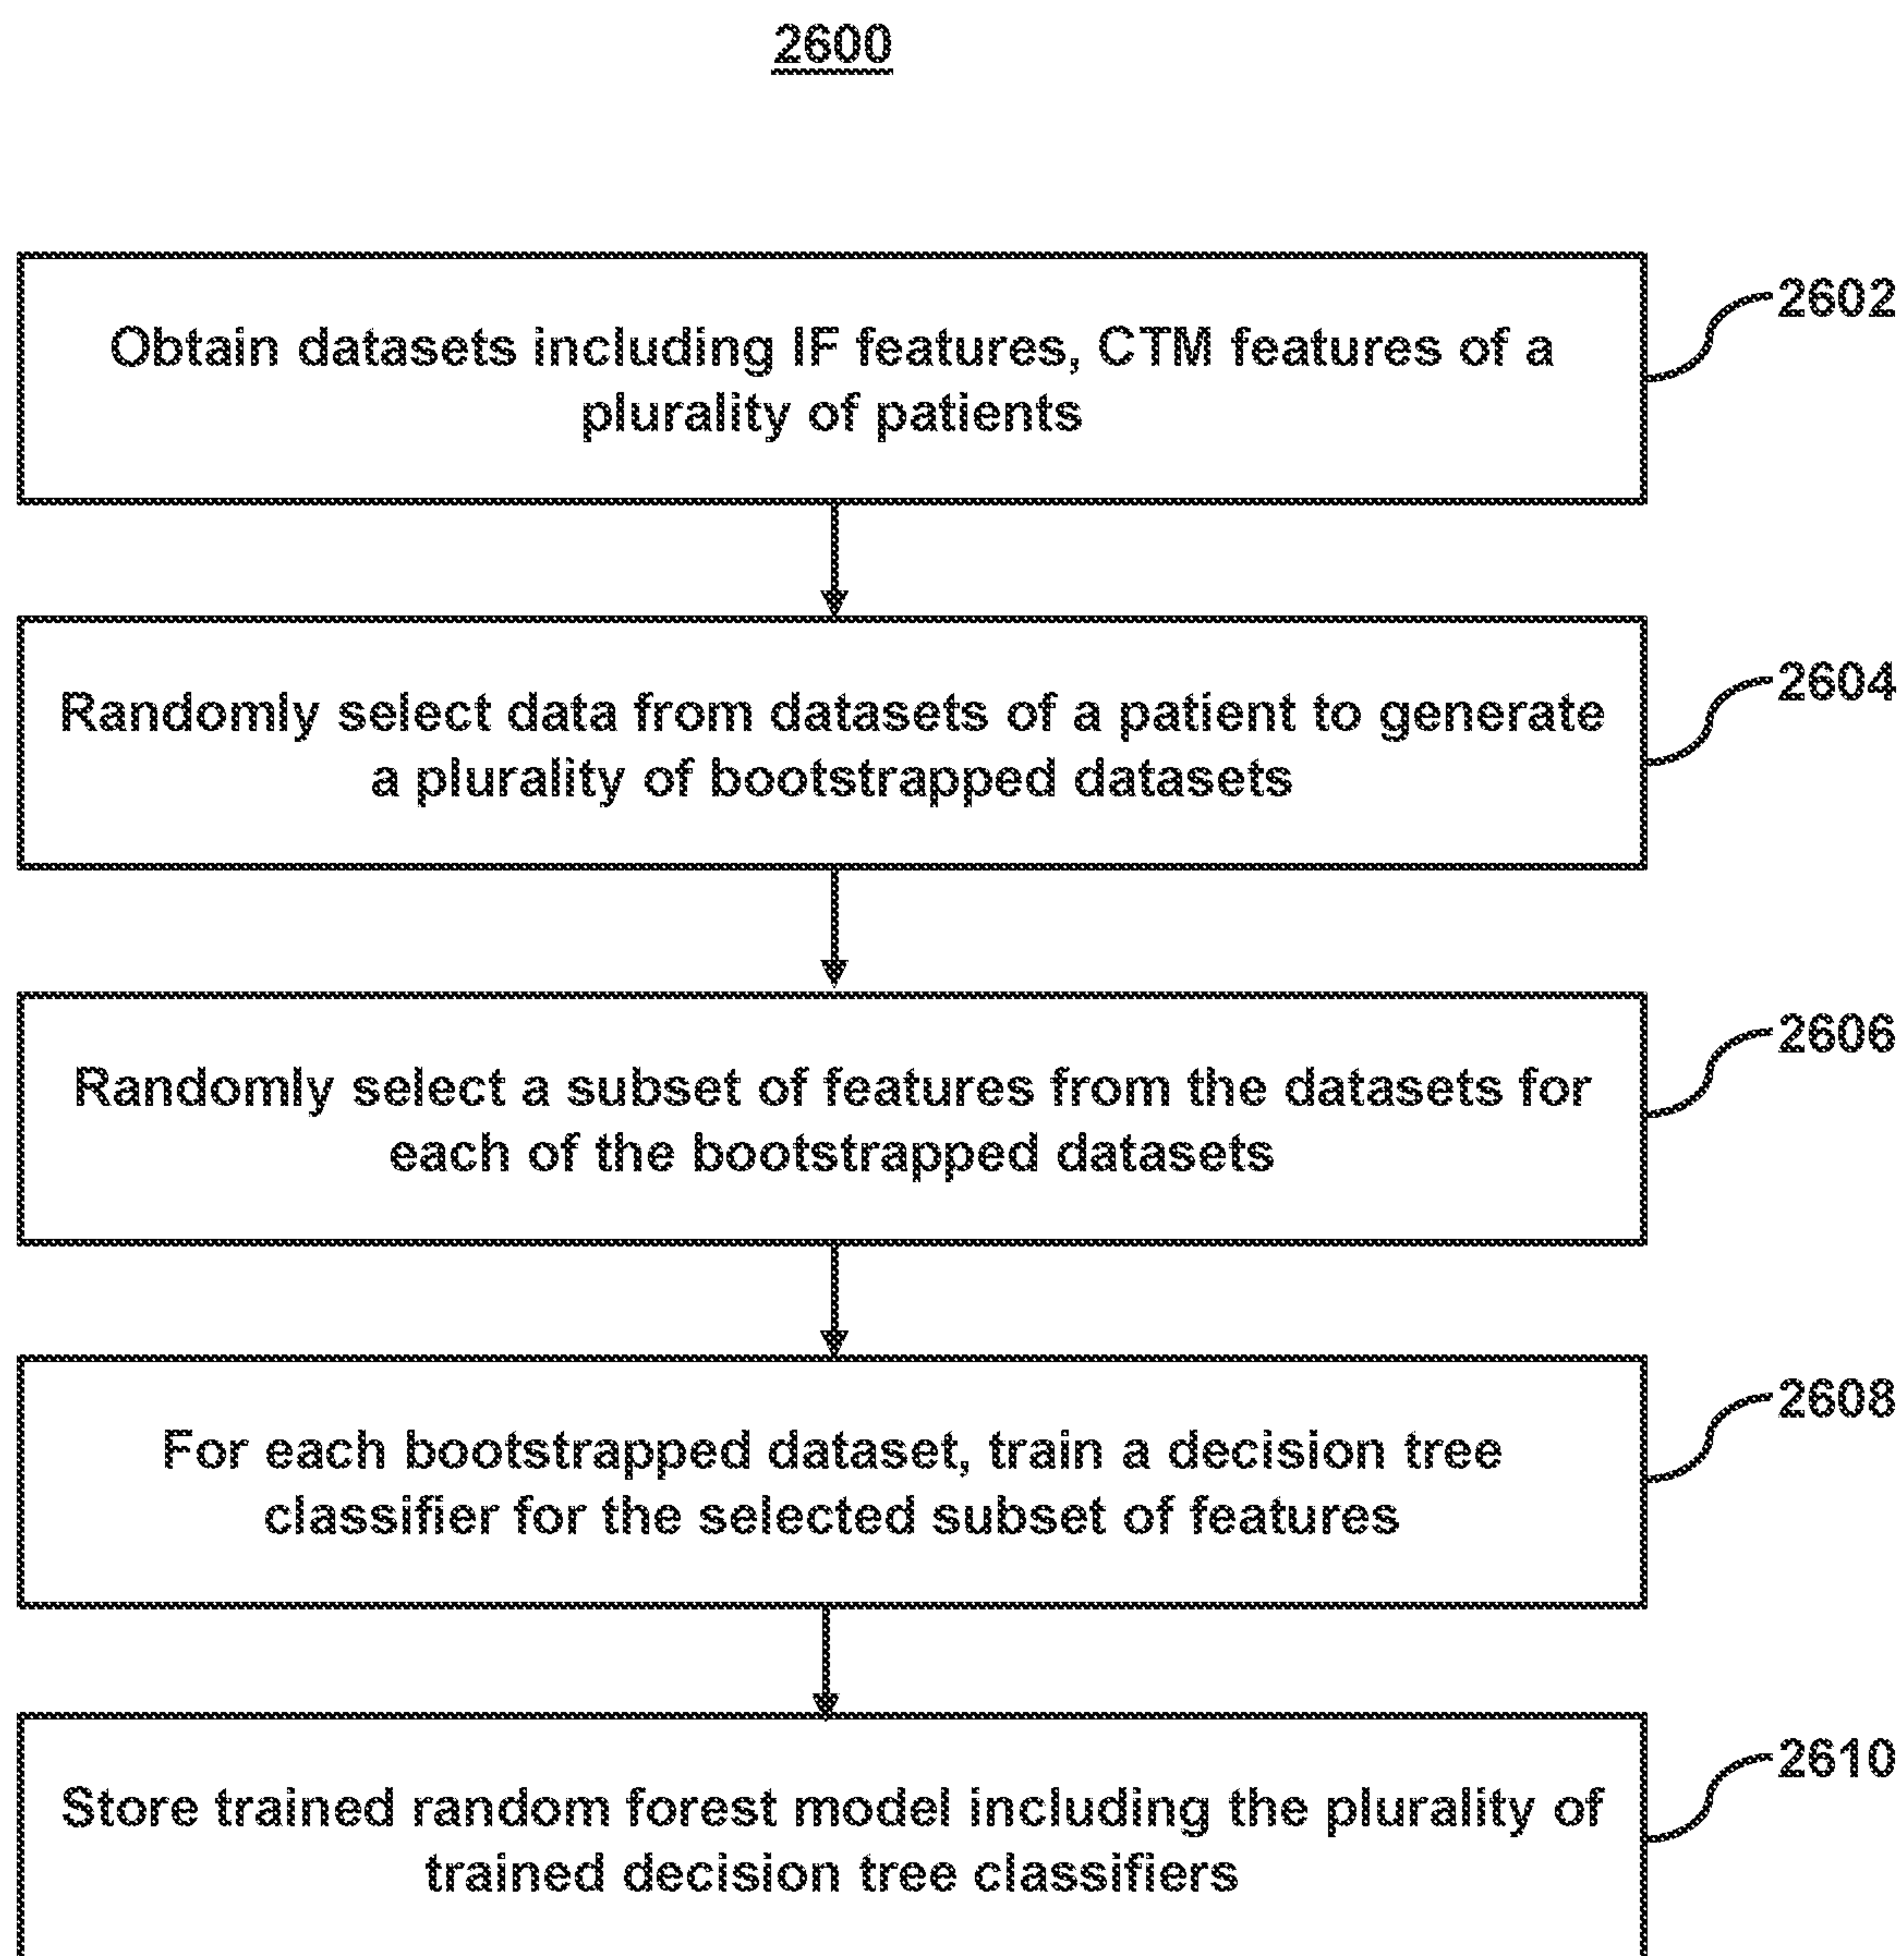 2600
Obtain datasets including IF features, CTM features of a
plurality of patients
2602
Randomly select data from datasets of a patient to generate
a plurality of bootstrapped datasets
2604
Randomly select a subset of features from the datasets for
each of the bootstrapped datasets
2606
For each bootstrapped dataset, train a decision tree
classifier for the selected subset of features
2608
Store trained random forest model including the plurality of
trained decision tree classifiers
2610